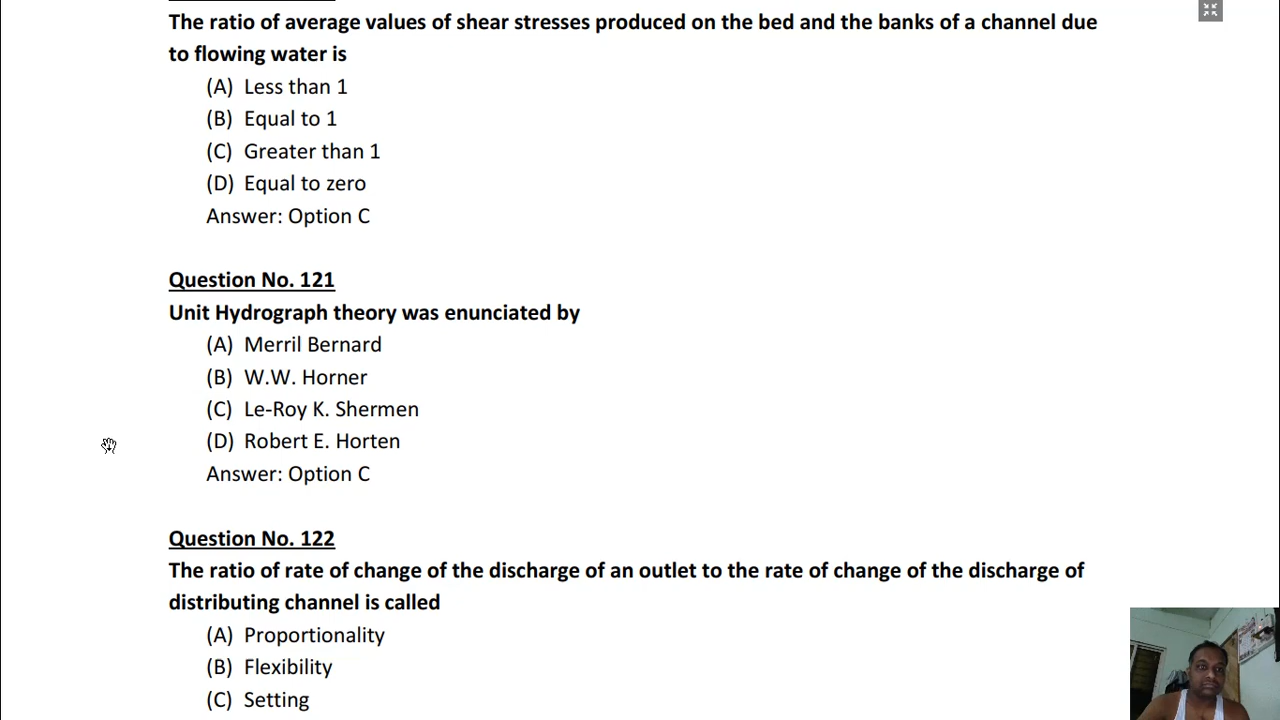 The ratio of average values of shear stresses produced on the bed and the banks of a channel due
to flowing water is
(A) Less than 1
(B) Equal to 1
(C) Greater than 1
(D) Equal to zero
Answer: Option C
Question No. 121
Unit Hydrograph theory was enunciated by
(A) Merril Bernard
(B) W.W. Horner
(C) Le-Roy K. Shermen
(D) Robert E. Horten
Answer: Option C
Question No. 122
The ratio of rate of change of the discharge of an outlet to the rate of change of the discharge of
distributing channel is called
(A) Proportionality
(B) Flexibility
(C) Setting